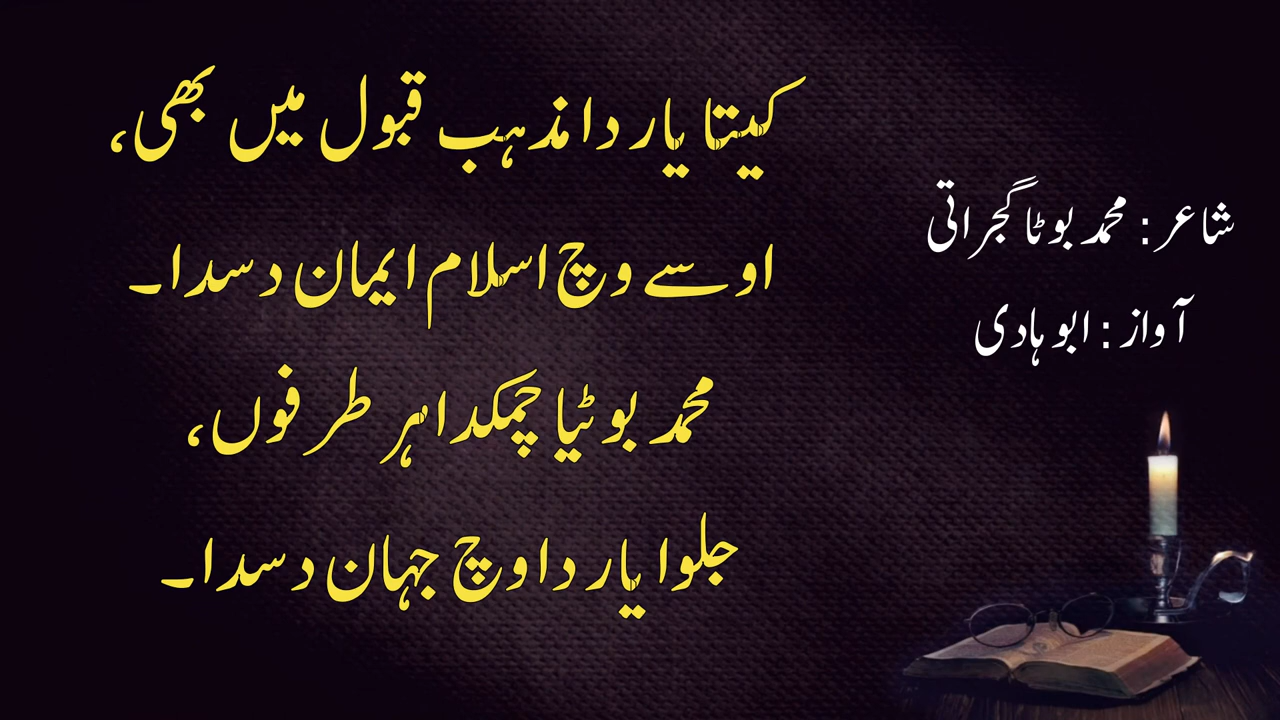 کیتا یار دا مذہب قبول میں بھی،
اوسے وچ اسلام ایمان دسدا۔
محمد بوٹیا چمکدا ہر طرفوں،
جلوا یار دا وچ جہان دسدا۔
شاعر : محمد بوٹا گجراتی
آواز : ابو ہادی